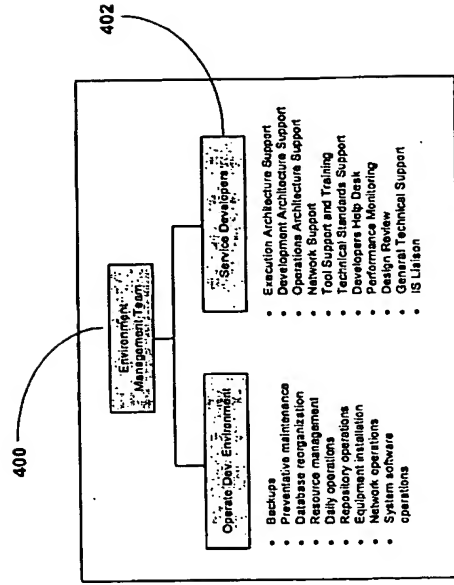 400
Environment
Management Team
402
Operate Dev. Environment
Service Developers
• Backups
• Preventative maintenance
• Database reorganization
• Resource management
• Daily operations
• Repository operations
• Equipment installation
• Network operations
• System software
operations
• Execution Architecture Support
• Development Architecture Support
• Operations Architecture Support
• Network Support
• Tool Support and Training
• Technical Standards Support
• Developers Help Desk
• Performance Monitoring
• Design Review
• General Technical Support
• IS Liaison